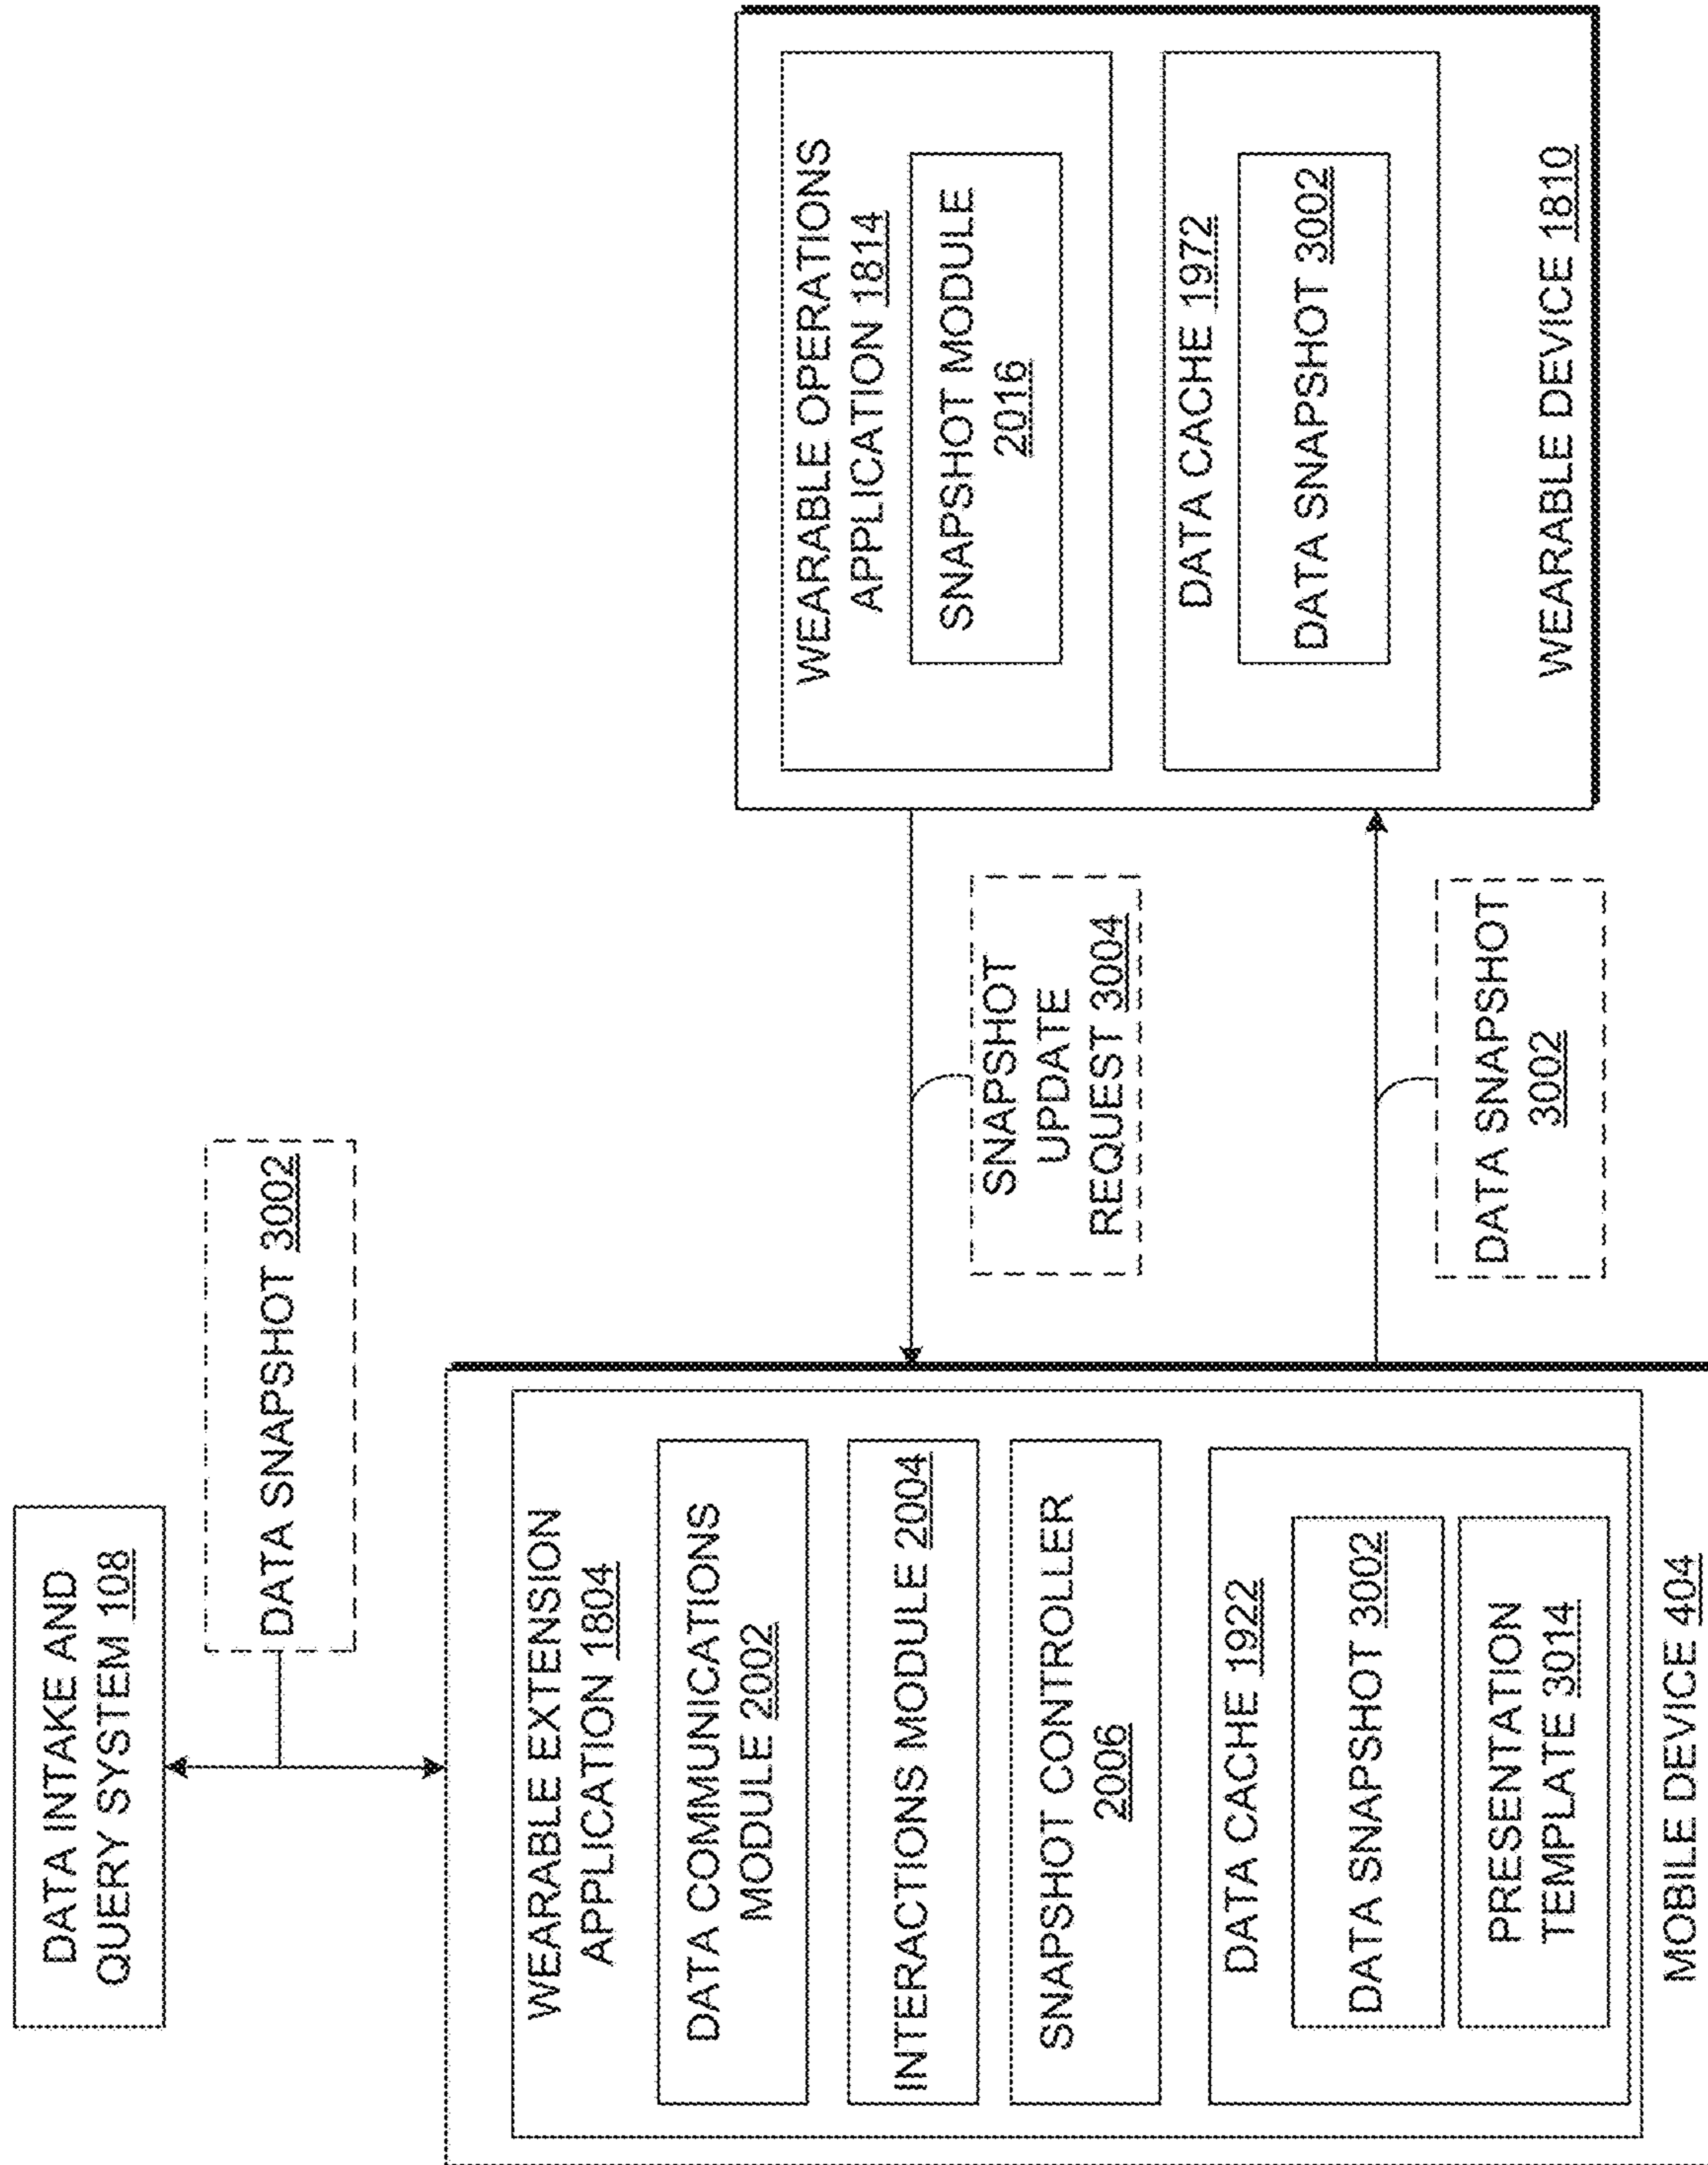 DATA INTAKE AND
QUERY SYSTEM 108
DATA SNAPSHOT 3002
WEARABLE EXTENSION
APPLICATION 1804
DATA COMMUNICATIONS
MODULE 2002
INTERACTIONS MODULE 2004
SNAPSHOT CONTROLLER
2006
DATA CACHE 1922
DATA SNAPSHOT 3002
PRESENTATION
TEMPLATE 3014
MOBILE DEVICE 404
SNAPSHOT
UPDATE
REQUEST 3004
DATA SNAPSHOT
3002
WEARABLE OPERATIONS
APPLICATION 1814
SNAPSHOT MODULE
2016
DATA CACHE 1972
DATA SNAPSHOT 3002
WEARABLE DEVICE 1810